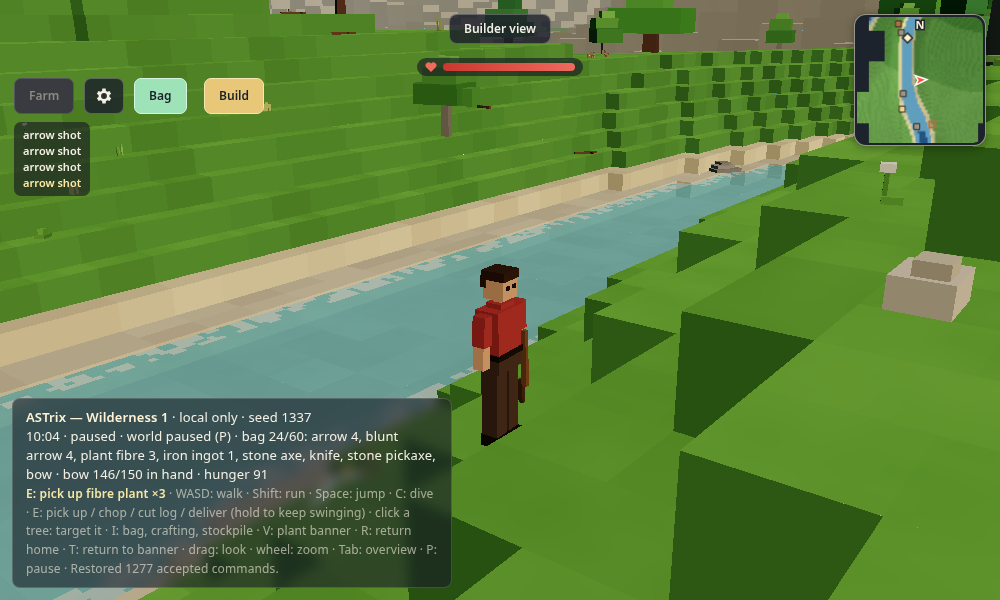 Builder view
N
Farm
Bag
Build
arrow shot
arrow shot
arrow shot
arrow shot
ASTrix — Wilderness 1 · local only · seed 1337
10:04 · paused · world paused (P) · bag 24/60: arrow 4, blunt
arrow 4, plant fibre 3, iron ingot 1, stone axe, knife, stone pickaxe,
bow · bow 146/150 in hand · hunger 91
E: pick up fibre plant ×3 · WASD: walk · Shift: run · Space: jump · C: dive
· E: pick up / chop / cut log / deliver (hold to keep swinging) · click a
tree: target it · I: bag, crafting, stockpile · V: plant banner · R: return
home · T: return to banner · drag: look · wheel: zoom · Tab: overview · P:
pause · Restored 1277 accepted commands.